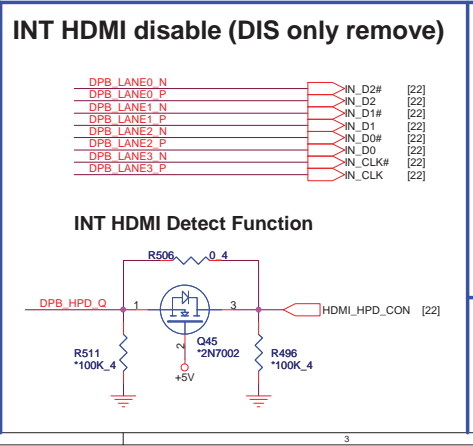 INT HDMI disable (DIS only remove)
DPB_LANE0_N IN_D2# [22]
DPB_LANE0_P IN_D2 [22]
DPB_LANE1_N IN_D1# [22]
DPB_LANE1_P IN_D1 [22]
DPB_LANE2_N IN_D0# [22]
DPB_LANE2_P IN_D0 [22]
DPB_LANE3_N IN_CLK# [22]
DPB_LANE3_P IN_CLK [22]
INT HDMI Detect Function
R506 0_4
DPB_HPD_Q 1 3 HDMI_HPD_CON [22]
2
Q45
*2N7002
R511
*100K_4
R496
*100K_4
+5V
3